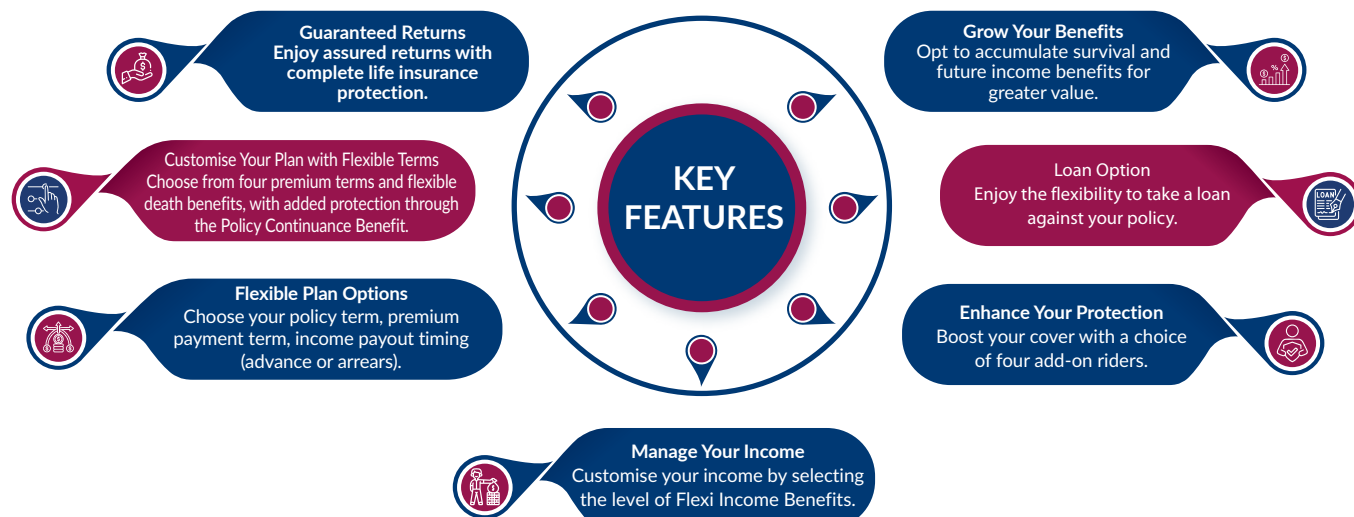 Guaranteed Returns
Enjoy assured returns with
complete life insurance
protection.
Customise Your Plan with Flexible Terms
Choose from four premium terms and flexible
death benefits, with added protection through
the Policy Continuance Benefit.
Flexible Plan Options
Choose your policy term, premium
payment term, income payout timing
(advance or arrears).
KEY
FEATURES
Grow Your Benefits
Opt to accumulate survival and
future income benefits for
greater value.
Loan Option
Enjoy the flexibility to take a loan
against your policy.
LOAN
Enhance Your Protection
Boost your cover with a choice
of four add-on riders.
Manage Your Income
Customise your income by selecting
the level of Flexi Income Benefits.